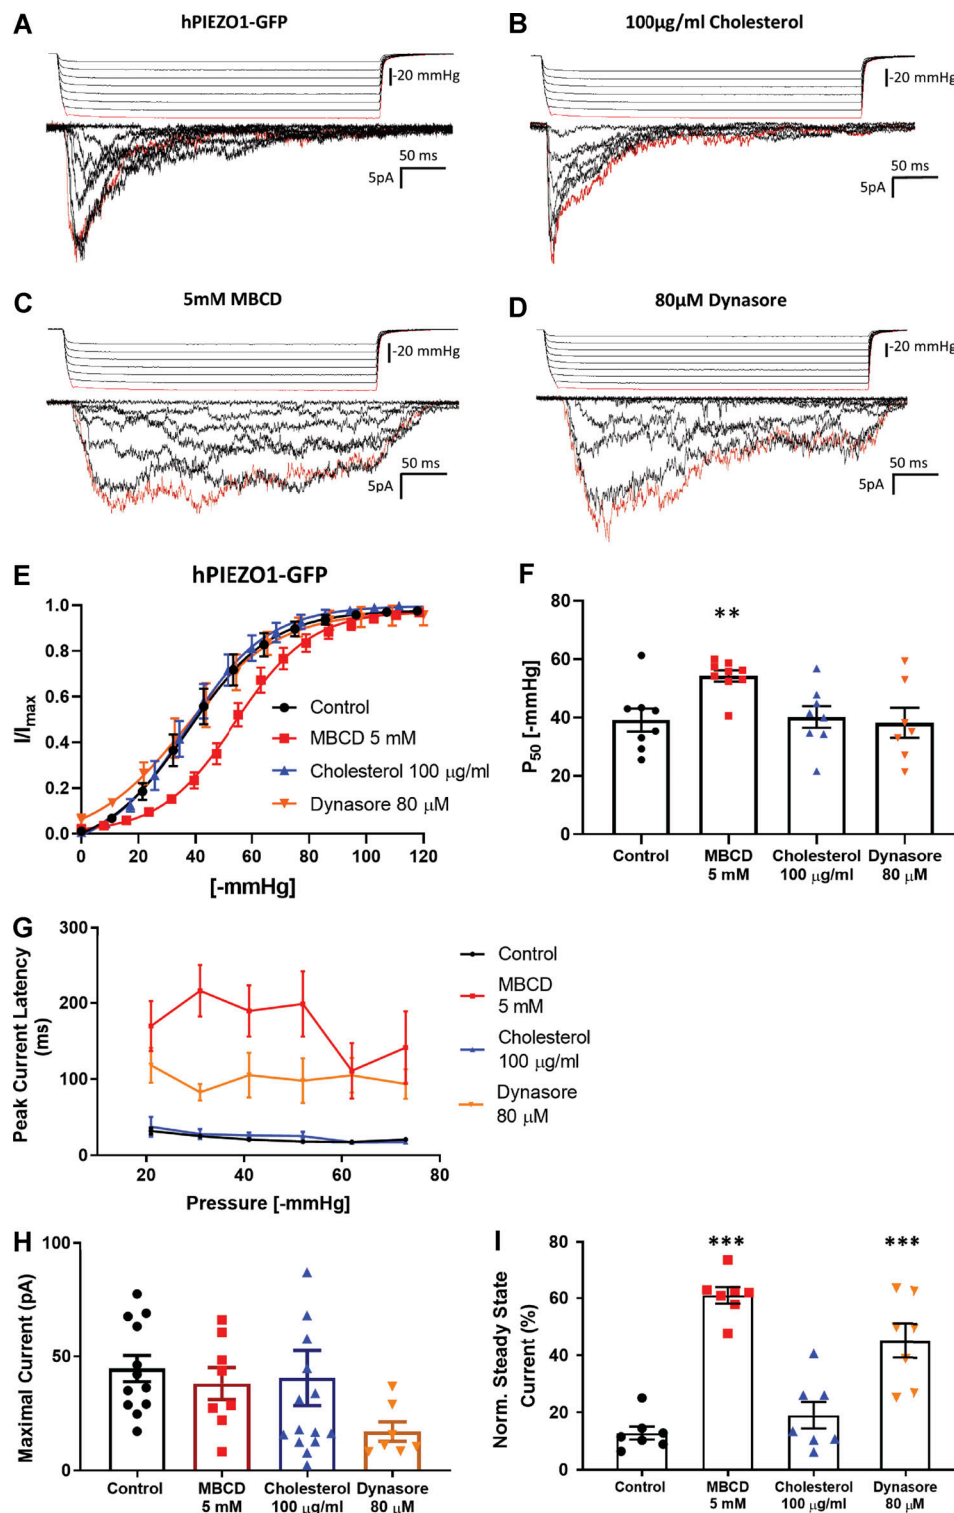 A
hPIEZO1-GFP
-20 mmHg
50 ms
5pA
B
100µg/ml Cholesterol
-20 mmHg
50 ms
5pA
C
5mM MBCD
-20 mmHg
50 ms
5pA
D
80µM Dynasore
-20 mmHg
50 ms
5pA
E
hPIEZO1-GFP
I/Imax
1.0
0.8
0.6
0.4
0.2
0.0
Control
MBCD 5 mM
Cholesterol 100 µg/ml
Dynasore 80 µM
0 20 40 60 80 100 120
[-mmHg]
F
**
P50 [-mmHg]
80
60
40
20
0
Control MBCD Cholesterol Dynasore
5 mM 100 µg/ml 80 µM
G
Peak Current Latency
(ms)
300
200
100
0
20 40 60 80
Pressure [-mmHg]
Control
MBCD
5 mM
Cholesterol
100 µg/ml
Dynasore
80 µM
H
Maximal Current (pA)
100
50
0
Control MBCD Cholesterol Dynasore
5 mM 100 µg/ml 80 µM
I
*** ***
Norm. Steady State
Current (%)
80
60
40
20
0
Control MBCD Cholesterol Dynasore
5 mM 100 µg/ml 80 µM